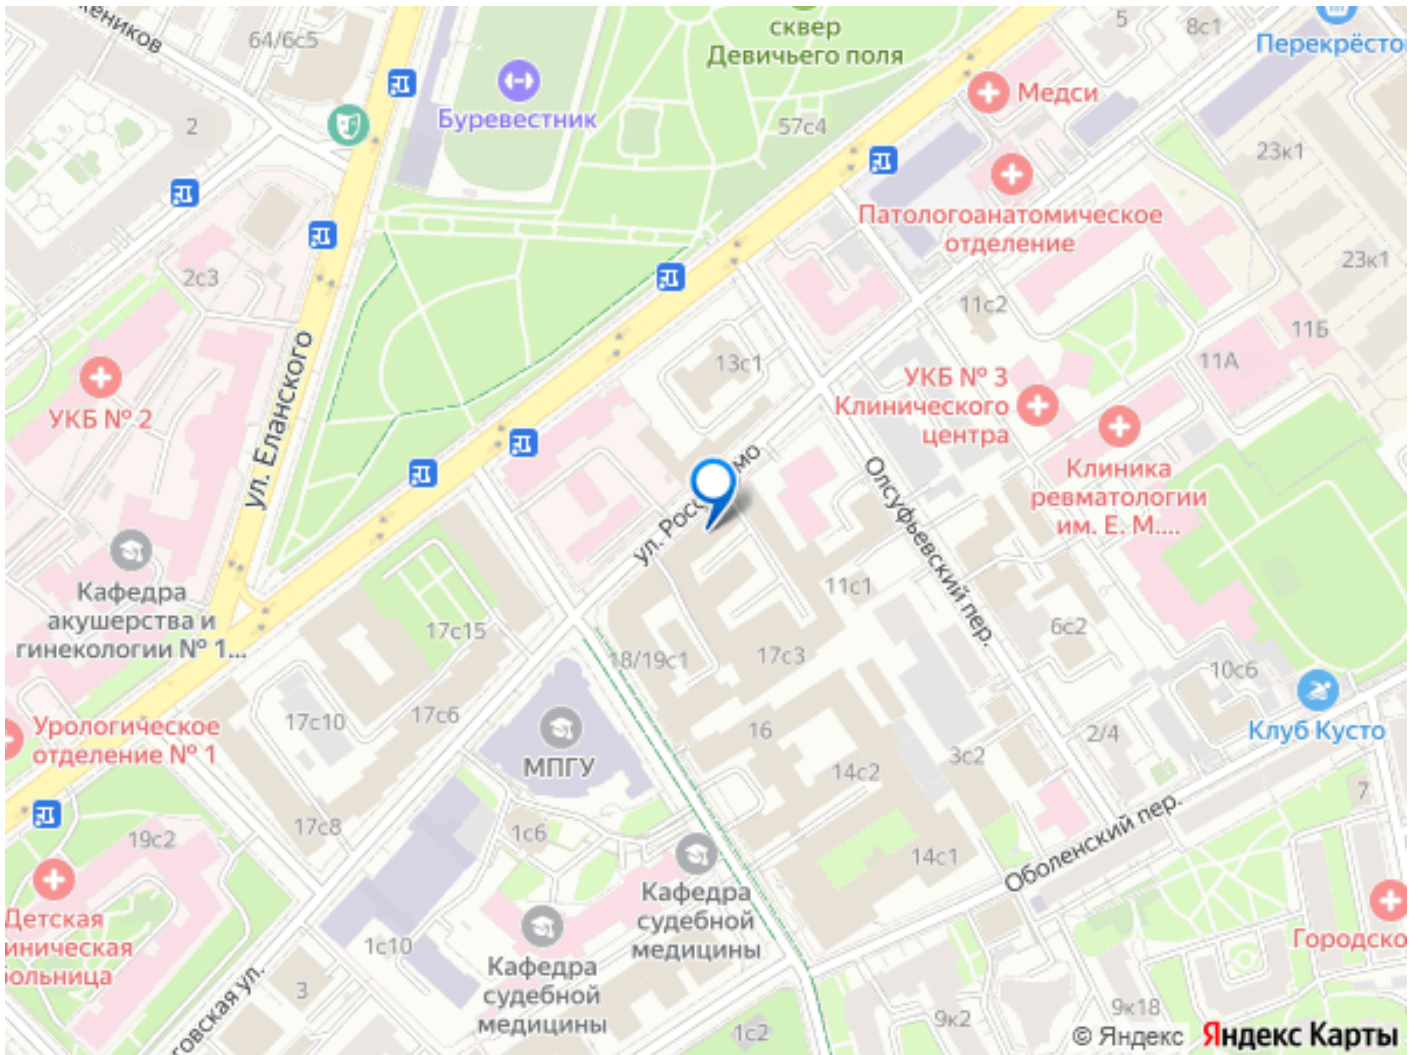 64/6с5
сквер
Девичьего поля
5
8с1
Перекрёсто
Буревестник
Медси
57с4
2
23к1
Патологоанатомическое
отделение
2с3
23к1
11с2
11Б
ул. Еланского
13с1
11А
УКБ № 2
УКБ № 3
Клинического
центра
Клиника
ревматологии
им. Е. М....
Олсуфьевский пер.
Кафедра
акушерства и
гинекологии № 1...
11с1
17с15
6с2
18/19с1
17с3
10с6
Урологическое
отделение № 1
17с10
17с6
16
2/4
Клуб Кусто
МПГУ
3с2
14с2
7
17с8
1с6
19с2
14с1
Оболенский пер.
Кафедра
судебной
медицины
Детская
иническая
больница
1с10
Городско
Кафедра
судебной
медицины
3
9к2
9к18
1с2
© Яндекс Яндекс Карты